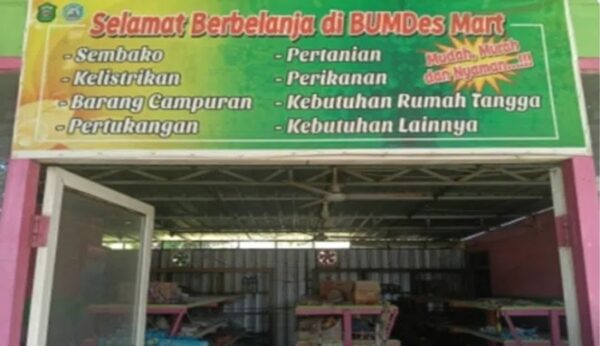 Selamat Berbelanja di BUMDes Mart
- Sembako
- Kelistrikan
- Barang Campuran
- Pertukangan
- Pertanian
- Perikanan
- Kebutuhan Rumah Tangga
- Kebutuhan Lainnya
Mudah, Murah
dan Nyaman...!!!